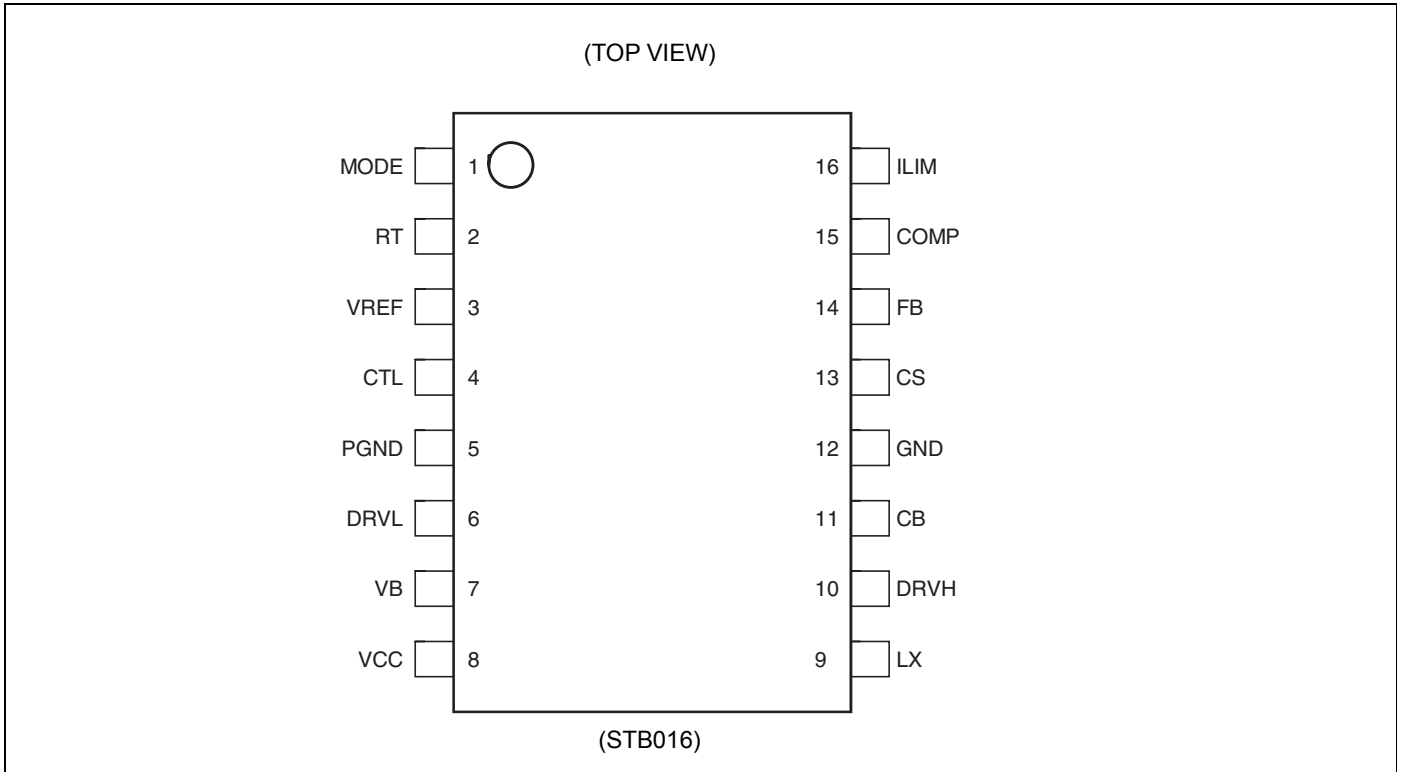 (TOP VIEW)
MODE 1 16 ILIM
RT 2 15 COMP
VREF 3 14 FB
CTL 4 13 CS
PGND 5 12 GND
DRVL 6 11 CB
VB 7 10 DRVH
VCC 8 9 LX
(STB016)